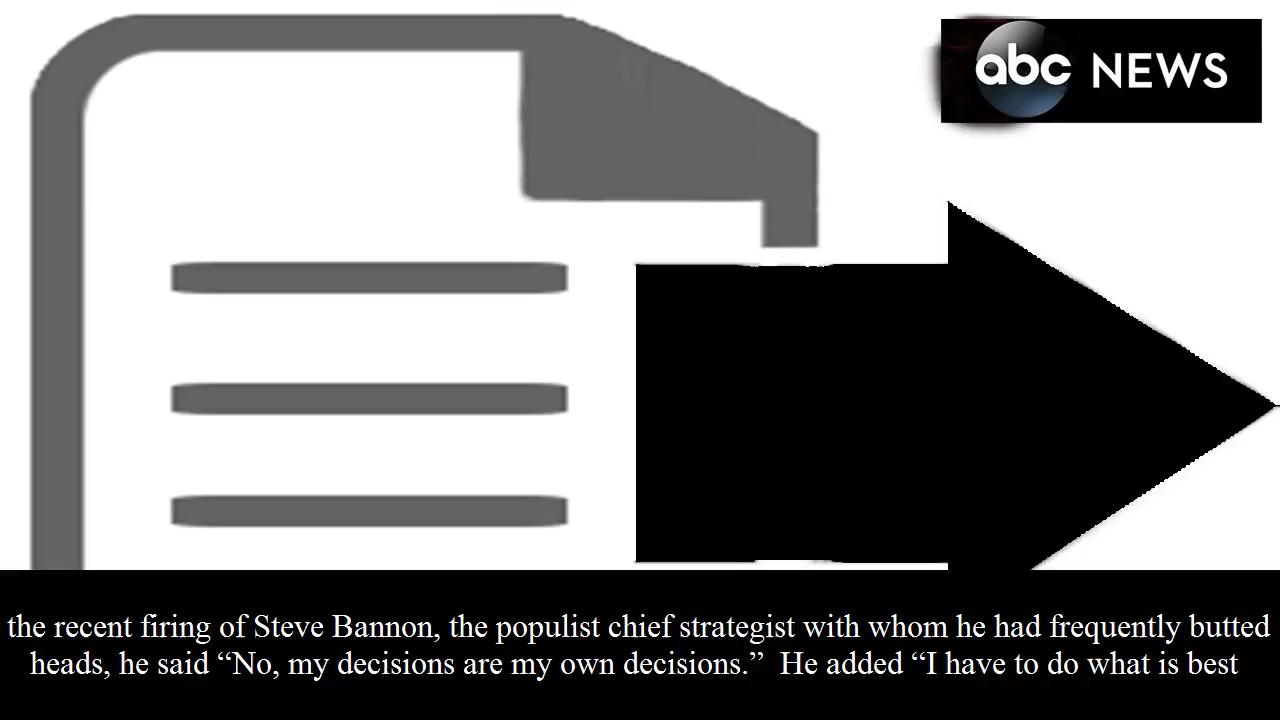 abc NEWS
the recent firing of Steve Bannon, the populist chief strategist with whom he had frequently butted
heads, he said “No, my decisions are my own decisions.”  He added “I have to do what is best